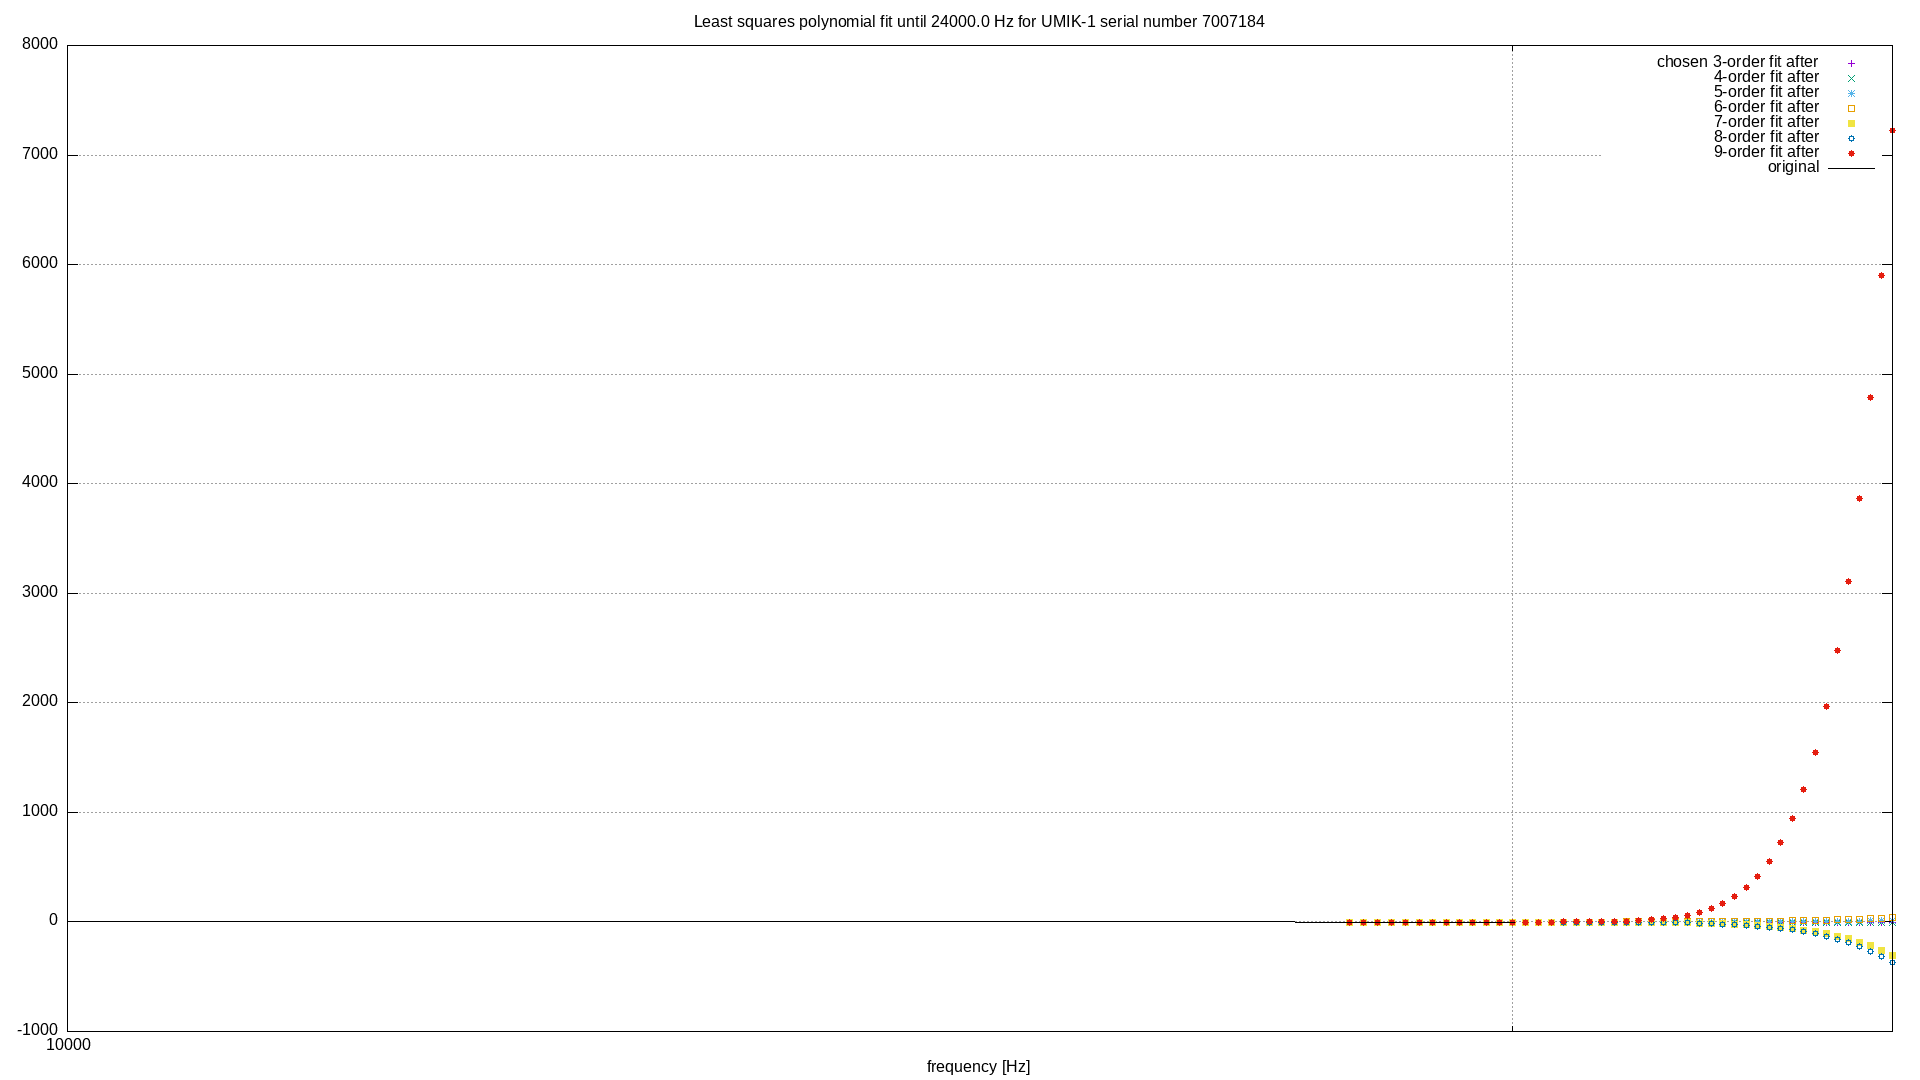 Least squares polynomial fit until 24000.0 Hz for UMIK-1 serial number 7007184
8000
7000
6000
5000
4000
3000
2000
1000
0
-1000
chosen 3-order fit after
4-order fit after
5-order fit after
6-order fit after
7-order fit after
8-order fit after
9-order fit after
original
10000
frequency [Hz]